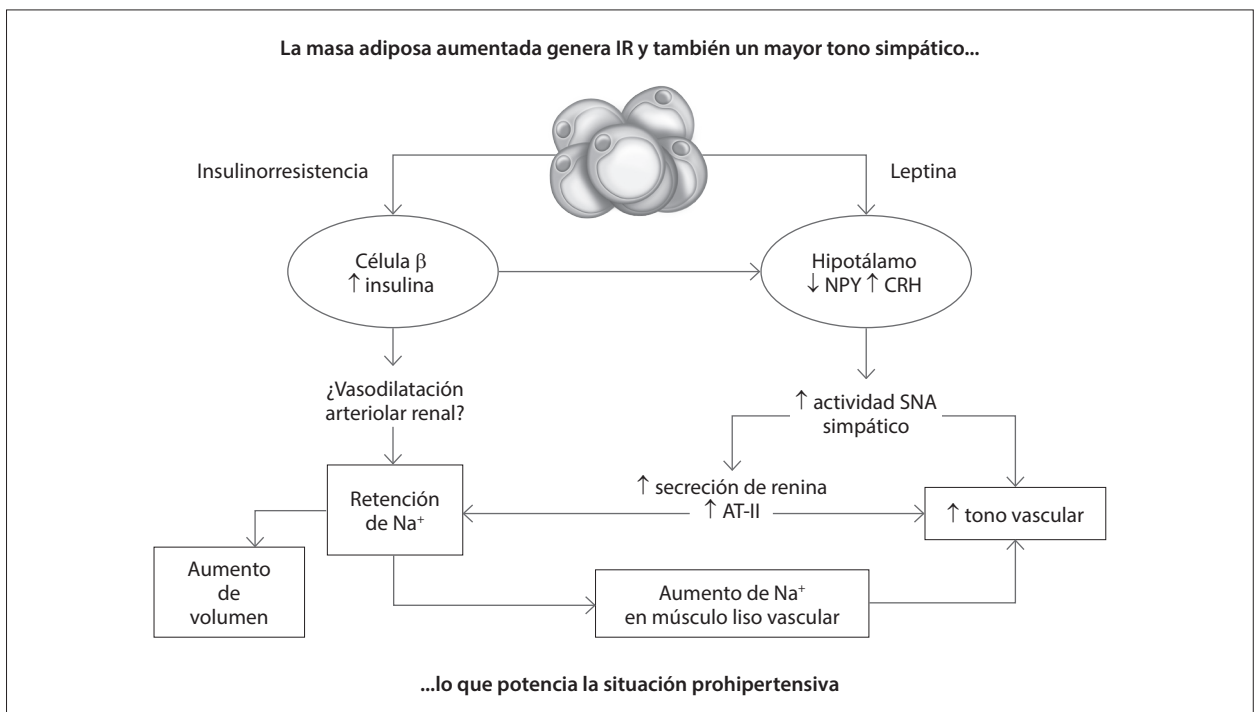 La masa adiposa aumentada genera IR y también un mayor tono simpático...
Insulinorresistencia
Leptina
Célula β
↑ insulina
Hipotálamo
↓ NPY ↑ CRH
¿Vasodilatación
arteriolar renal?
↑ actividad SNA
simpático
Retención
de Na⁺
↑ secreción de renina
↑ AT-II
↑ tono vascular
Aumento
de
volumen
Aumento de Na⁺
en músculo liso vascular
...lo que potencia la situación prohipertensiva